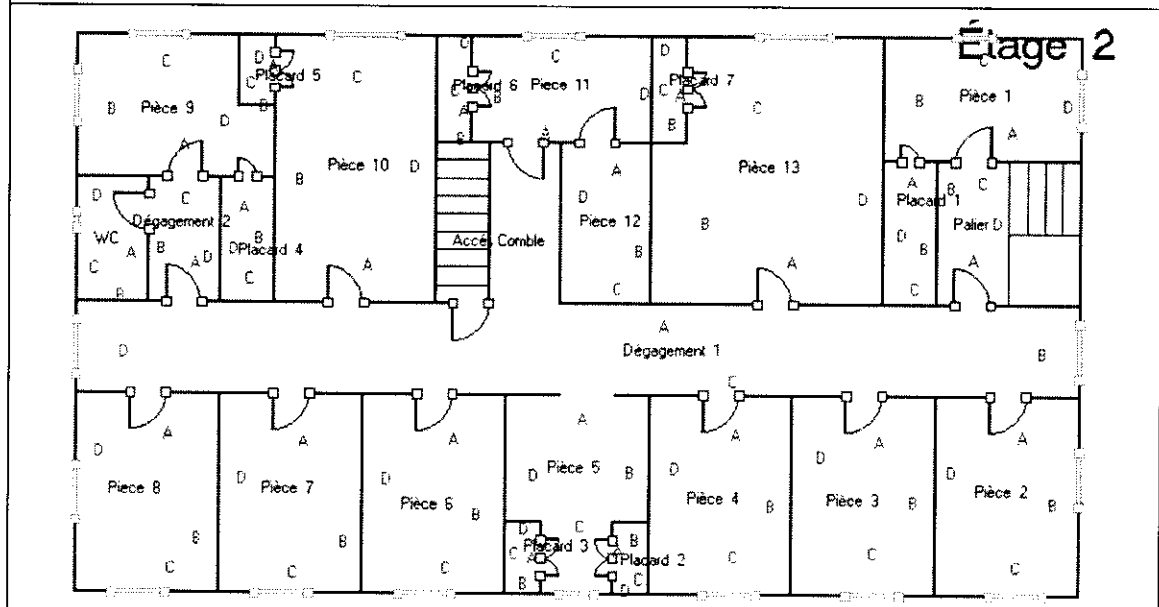 Étage 2
D C D C D C D C C
Placard 5 Placard 6 Pièce 11 Placard 7
Pièce 9 Pièce 1
B D B C A B D C A B D
A B A A A
Pièce 10 D Pièce 13 D
D C A B D A B C
Placard 1
Dégagement 2 Pièce 12 Palier D
WC Placard 4 Accés Comble
C A B A D D B C A B B A D B A
B C C C
A
D Dégagement 1 B
C
A A A A A A A
D D D D D D D
Pièce 8 Pièce 7 Pièce 6 Pièce 5 Pièce 4 Pièce 3 Pièce 2
B B B B B B B
C C C C C C C
Placard 3 Placard 2
D C A B B A C D